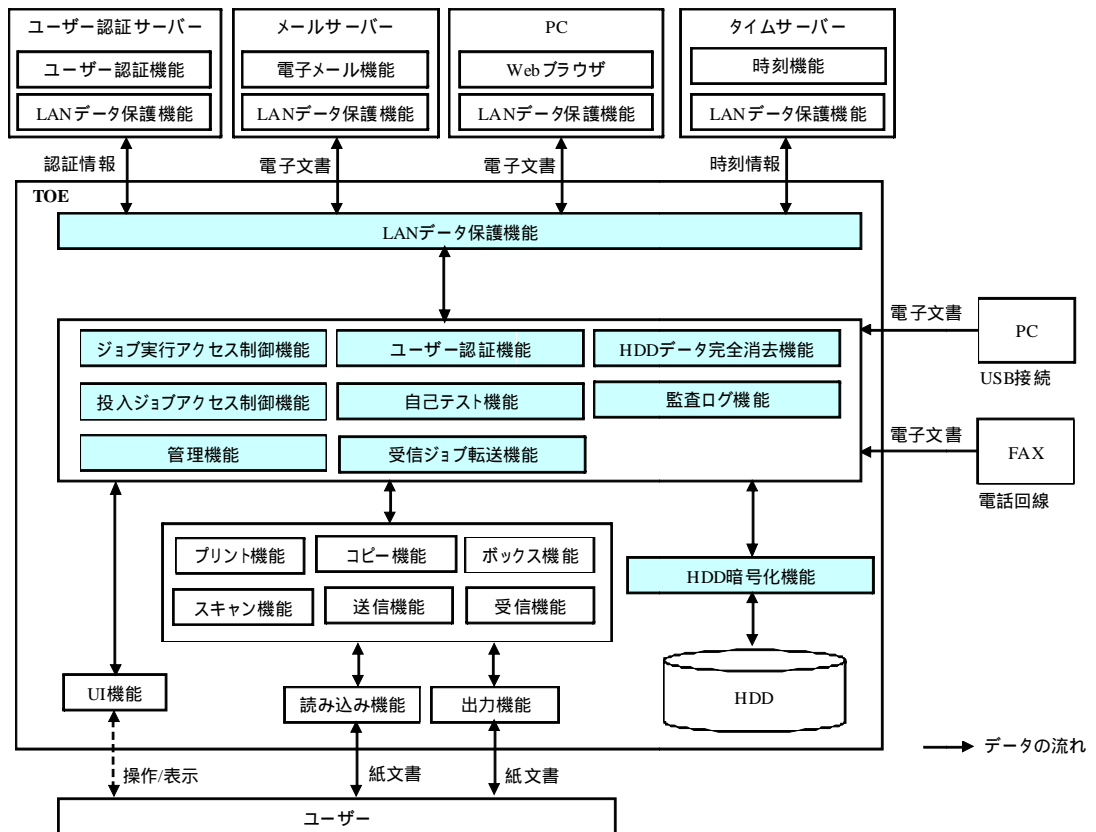 ユーザー認証サーバー
メールサーバー
PC
タイムサーバー
ユーザー認証機能
電子メール機能
Webブラウザ
時刻機能
LANデータ保護機能
LANデータ保護機能
LANデータ保護機能
LANデータ保護機能
認証情報
電子文書
電子文書
時刻情報
TOE
LANデータ保護機能
ジョブ実行アクセス制御機能
ユーザー認証機能
HDDデータ完全消去機能
投入ジョブアクセス制御機能
自己テスト機能
監査ログ機能
管理機能
受信ジョブ転送機能
電子文書
PC
USB接続
電子文書
FAX
電話回線
プリント機能
コピー機能
ボックス機能
スキャン機能
送信機能
受信機能
HDD暗号化機能
HDD
UI機能
読み込み機能
出力機能
データの流れ
操作/表示
紙文書
紙文書
ユーザー